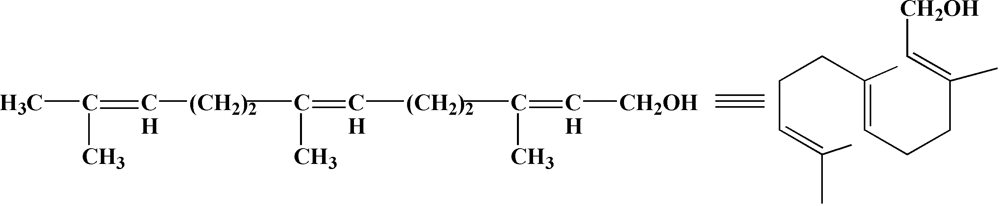 CH2OH
H3C C C (CH2)2 C C (CH2)2 C C CH2OH
H H H
CH3 CH3 CH3